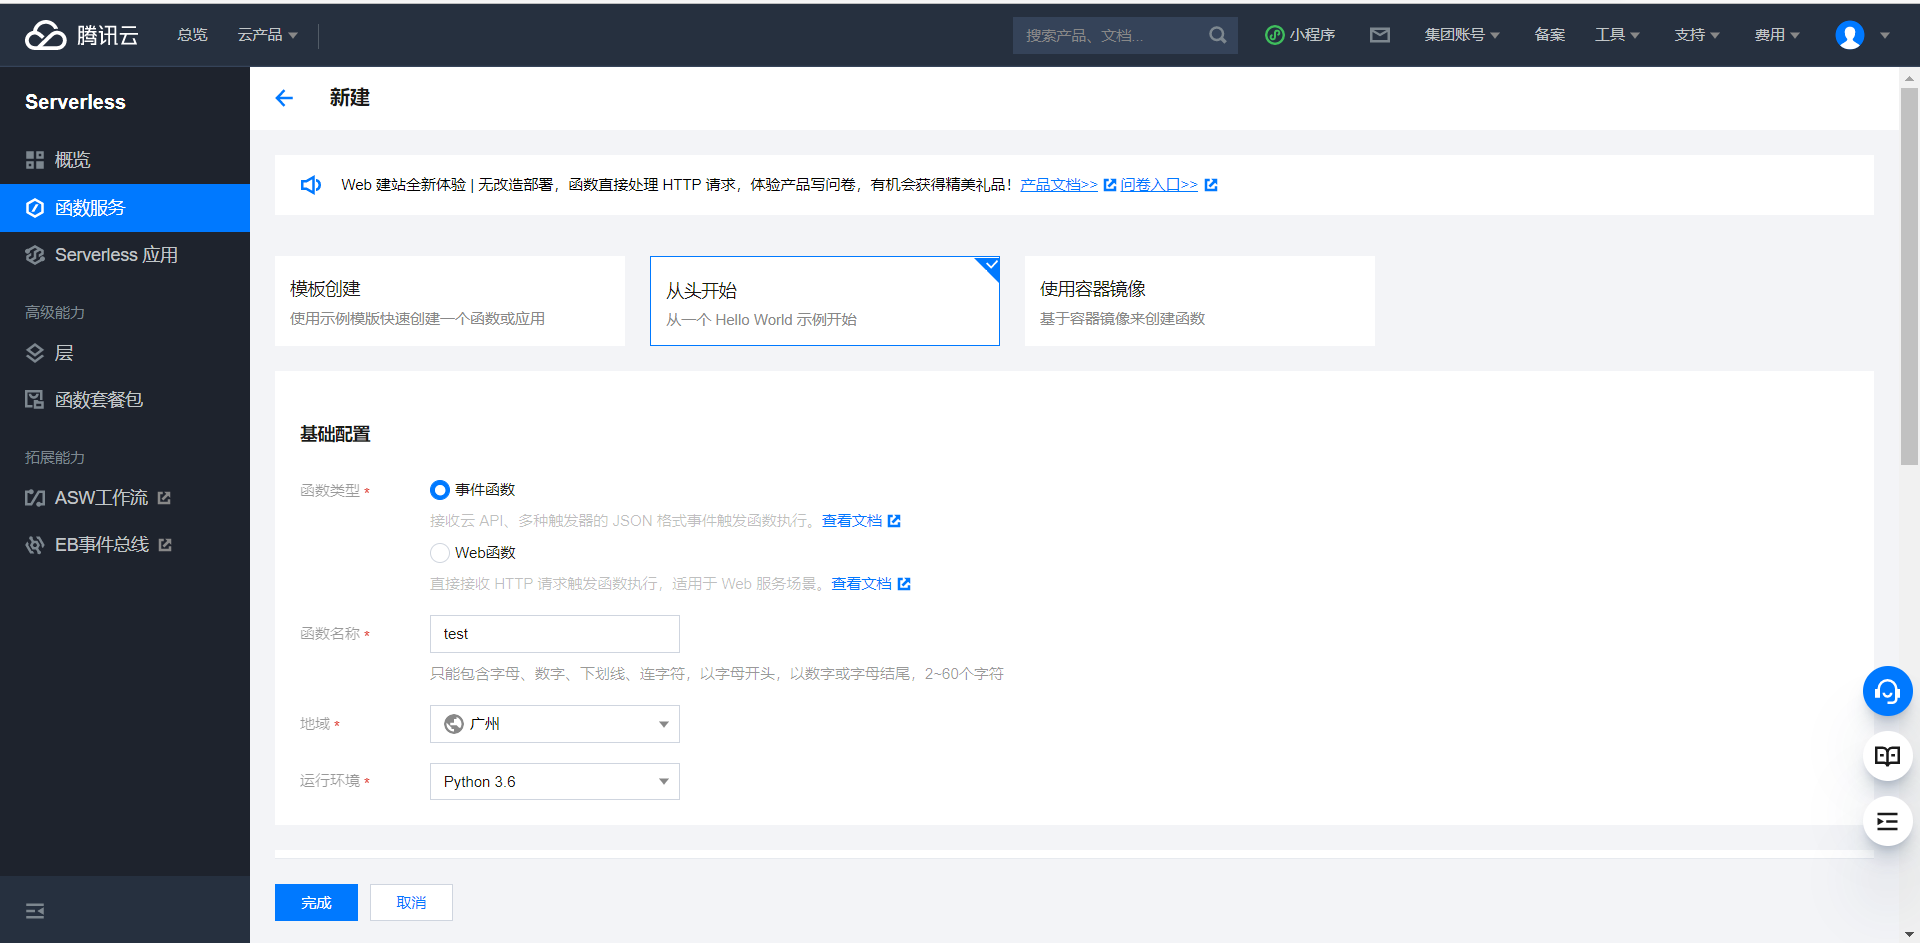 腾讯云
总览
云产品
搜索产品、文档...
小程序
集团账号
备案
工具
支持
费用
Serverless
概览
函数服务
Serverless 应用
高级能力
层
函数套餐包
拓展能力
ASW工作流
EB事件总线
新建
Web 建站全新体验 | 无改造部署，函数直接处理 HTTP 请求，体验产品写问卷，有机会获得精美礼品！产品文档>> 问卷入口>>
模板创建
使用示例模版快速创建一个函数或应用
从头开始
从一个 Hello World 示例开始
使用容器镜像
基于容器镜像来创建函数
基础配置
函数类型 *
事件函数
接收云 API、多种触发器的 JSON 格式事件触发函数执行。查看文档
Web函数
直接接收 HTTP 请求触发函数执行，适用于 Web 服务场景。查看文档
函数名称 *
test
只能包含字母、数字、下划线、连字符，以字母开头，以数字或字母结尾，2~60个字符
地域 *
广州
运行环境 *
Python 3.6
完成
取消